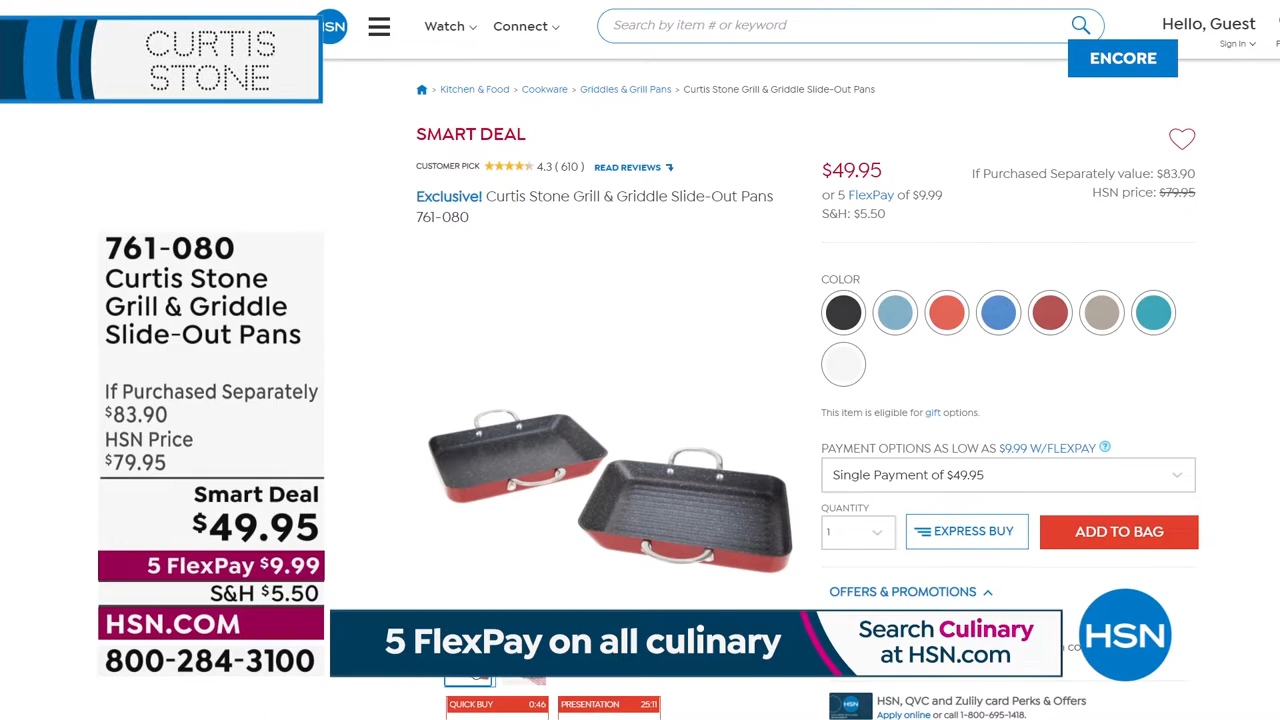 CURTIS
STONE
HSN
Watch
Connect
Search by item # or keyword
Hello, Guest
Sign In
ENCORE
> Kitchen & Food > Cookware > Griddles & Grill Pans > Curtis Stone Grill & Griddle Slide-Out Pans
SMART DEAL
CUSTOMER PICK 4.3 ( 610 ) READ REVIEWS
Exclusive! Curtis Stone Grill & Griddle Slide-Out Pans
761-080
$49.95
or 5 FlexPay of $9.99
S&H: $5.50
If Purchased Separately value: $83.90
HSN price: $79.95
COLOR
This item is eligible for gift options.
PAYMENT OPTIONS AS LOW AS $9.99 W/FLEXPAY ?
Single Payment of $49.95
QUANTITY
1
EXPRESS BUY
ADD TO BAG
OFFERS & PROMOTIONS
761-080
Curtis Stone
Grill & Griddle
Slide-Out Pans
If Purchased Separately
$83.90
HSN Price
$79.95
Smart Deal
$49.95
5 FlexPay $9.99
S&H $5.50
HSN.COM
800-284-3100
5 FlexPay on all culinary
Search Culinary
at HSN.com
HSN
QUICK BUY 0:46
PRESENTATION 25:11
HSN
HSN, QVC and Zulily card Perks & Offers
Apply online or call 1-800-695-1418.